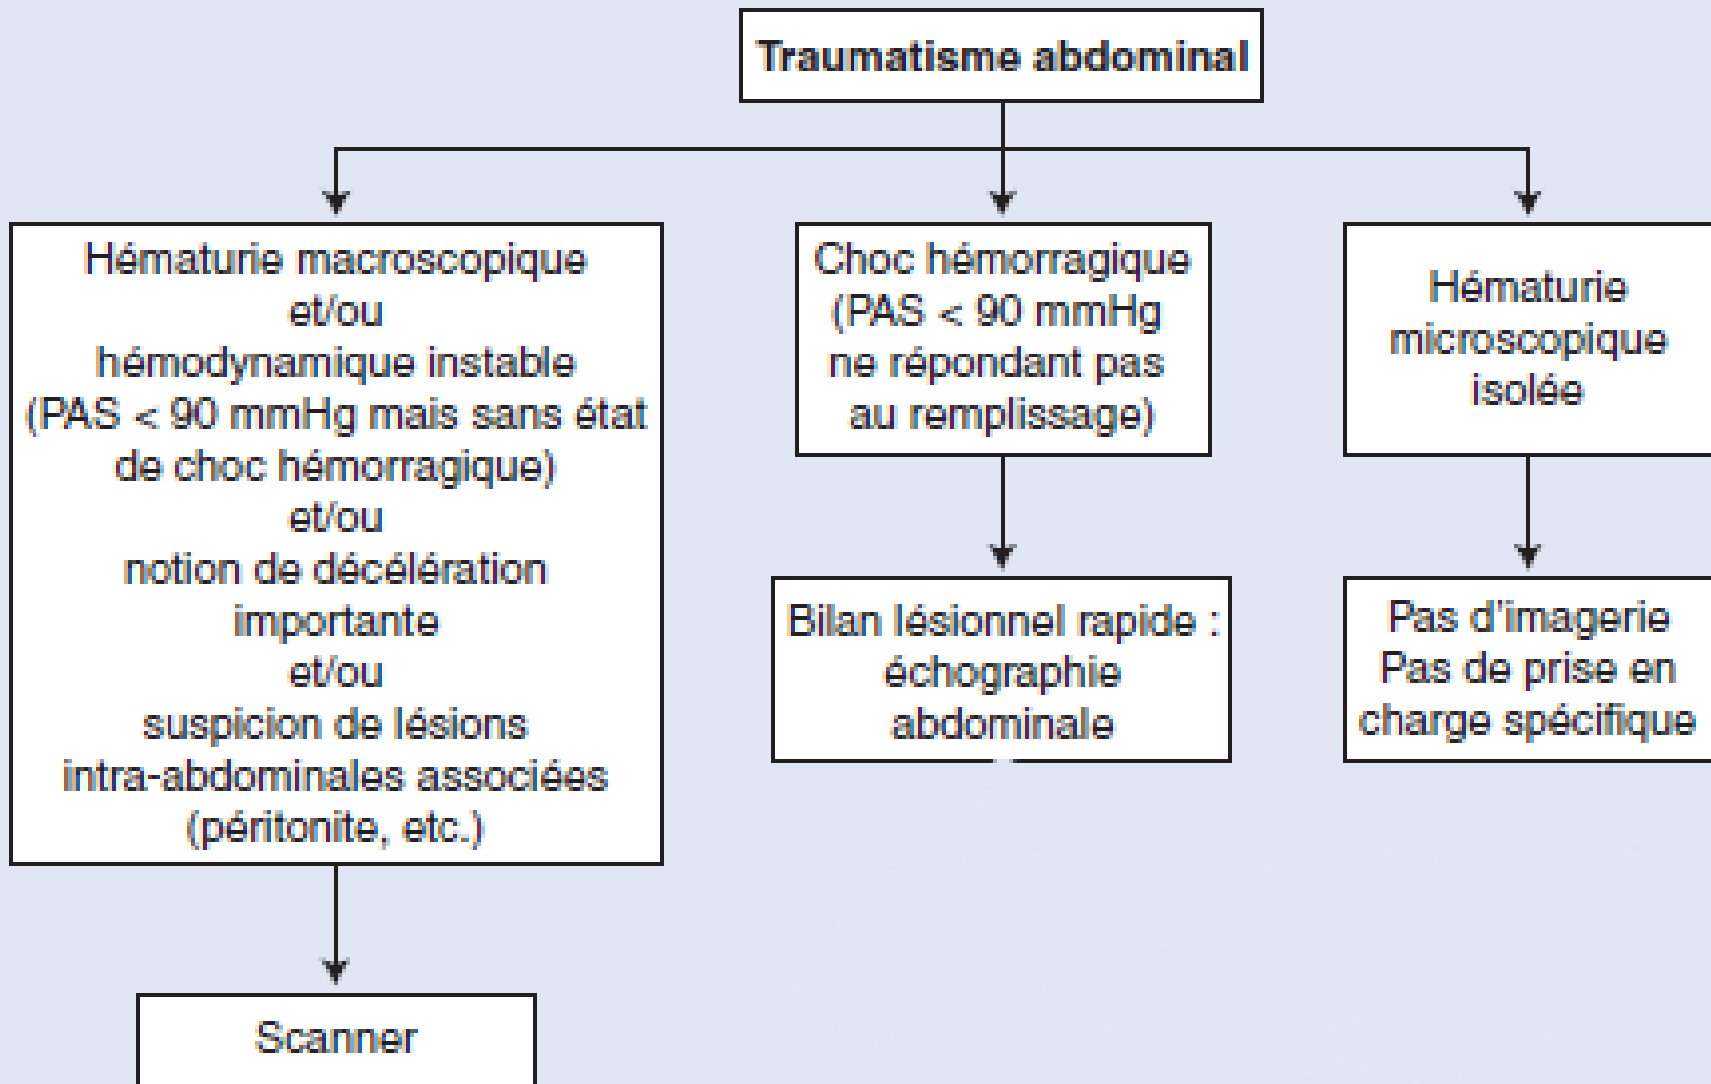 Traumatisme abdominal
Hématurie macroscopique
et/ou
hémodynamique instable
(PAS < 90 mmHg mais sans état
de choc hémorragique)
et/ou
notion de décélération
importante
et/ou
suspicion de lésions
intra-abdominales associées
(péritonite, etc.)
Scanner
Choc hémorragique
(PAS < 90 mmHg
ne répondant pas
au remplissage)
Bilan lésionnel rapide :
échographie
abdominale
Hématurie
microscopique
isolée
Pas d'imagerie
Pas de prise en
charge spécifique